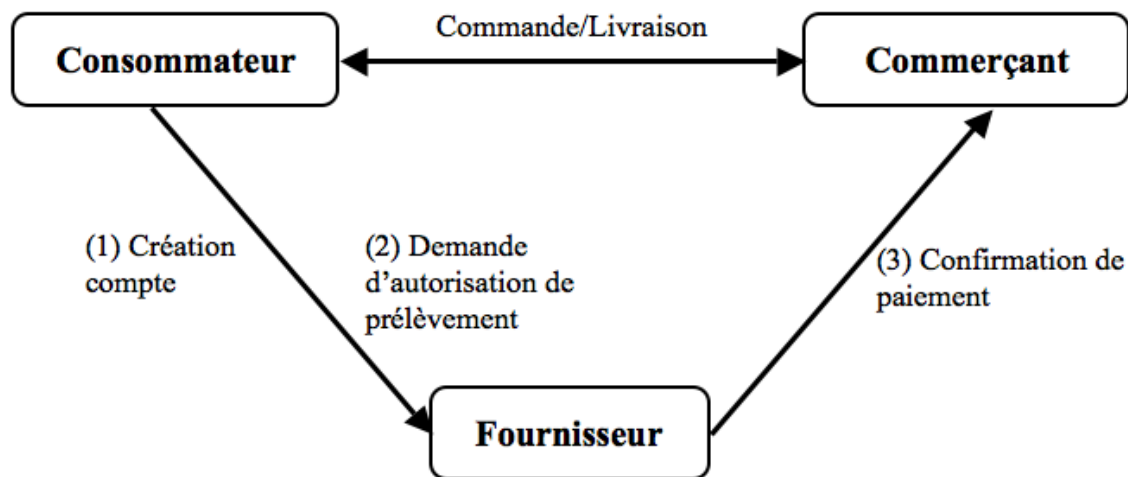 Commande/Livraison
Consommateur
Commerçant
(1) Création
compte
(2) Demande
d’autorisation de
prélèvement
(3) Confirmation de
paiement
Fournisseur